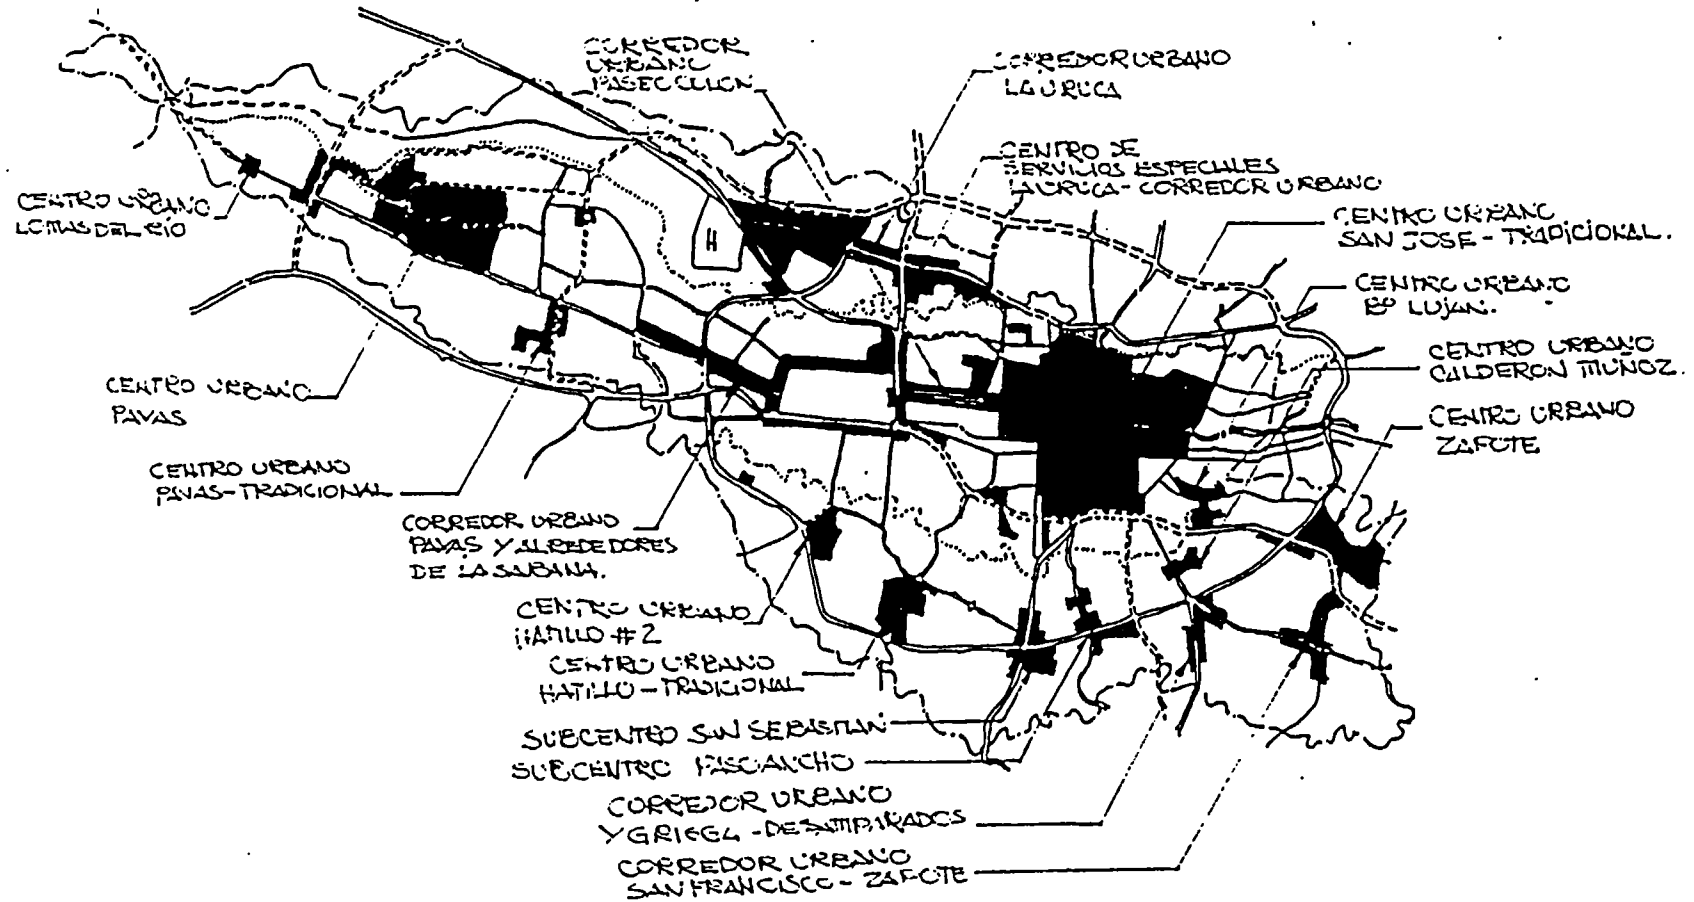 CORREDOR
URBANO
PASEO COLON
CORREDOR URBANO
LA URUCA
CENTRO DE
SERVICIOS ESPECIALES
LA URUCA - CORREDOR URBANO
CENTRO URBANO
SAN JOSE - TRADICIONAL.
CENTRO URBANO
Bº LUJAN.
CENTRO URBANO
CALDERON MUÑOZ.
CENTRO URBANO
ZAPOTE
CENTRO URBANO
LOMAS DEL RIO
H
CENTRO URBANO
PAVAS
CENTRO URBANO
PAVAS-TRADICIONAL
CORREDOR URBANO
PAVAS Y ALREDEDORES
DE LA SABANA.
CENTRO URBANO
HATILLO #2
CENTRO URBANO
HATILLO - TRADICIONAL
SUBCENTRO SAN SEBASTIAN
SUBCENTRO PASOANCHO
CORREDOR URBANO
Y GRIEGA - DESAMPARADOS
CORREDOR URBANO
SAN FRANCISCO - ZAPOTE